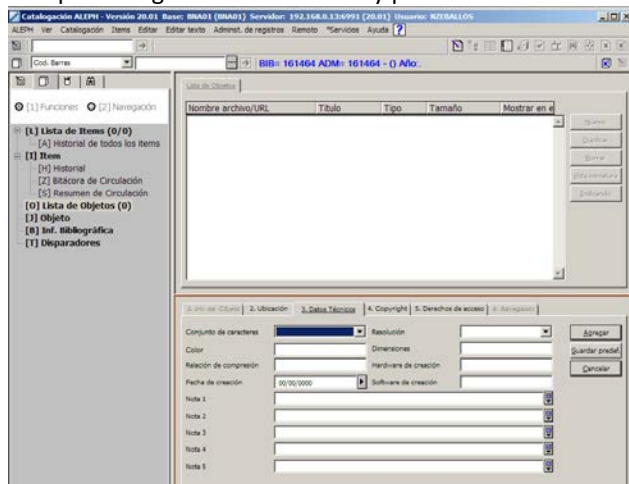 Catalogación ALEPH - Versión 20.01 Base: BNA01 (BNA01) Servidor: 192.168.0.13:6991 (20.01) Usuario: NZEBALLOS
ALEPH Ver Catalogación Items Editar Editar texto Administ. de registros Remoto *Servicios Ayuda
Cod. Barras
BIB= 161464 ADM= 161464 - () Año:.
Lista de Objetos
[1] Funciones [2] Navegación
Nombre archivo/URL Titulo Tipo Tamaño Mostrar en e
[L] Lista de Items (0/0)
[A] Historial de todos los items
[I] Item
[H] Historial
[Z] Bitácora de Circulación
[S] Resumen de Circulación
[O] Lista de Objetos (0)
[J] Objeto
[B] Inf. Bibliográfica
[T] Disparadores
Nuevo
Duplicar
Borrar
2. Ubicación 3. Datos Técnicos 4. Copyright 5. Derechos de acceso
Conjunto de caracteres Resolución Agregar
Color Dimensiones Guardar predef.
Relación de compresión Hardware de creación Cancelar
Fecha de creación 00/00/0000 Software de creación
Nota 1
Nota 2
Nota 3
Nota 4
Nota 5